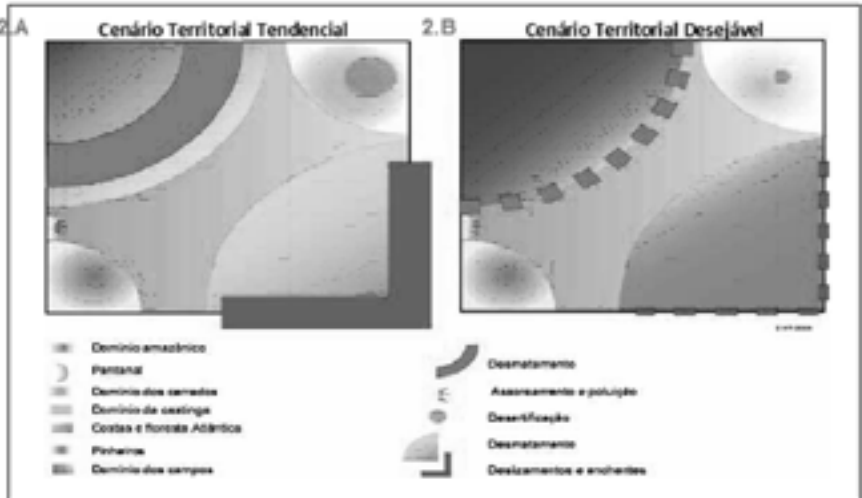 2.A
Cenário Territorial Tendencial
2.B
Cenário Territorial Desejável
Domínio amazônico
Pantanal
Domínio dos cerrados
Domínio da caatinga
Costas e floresta Atlântica
Pinheiros
Domínio dos campos
Desmatamento
Assoreamento e poluição
Desertificação
Desmatamento
Deslizamentos e enchentes